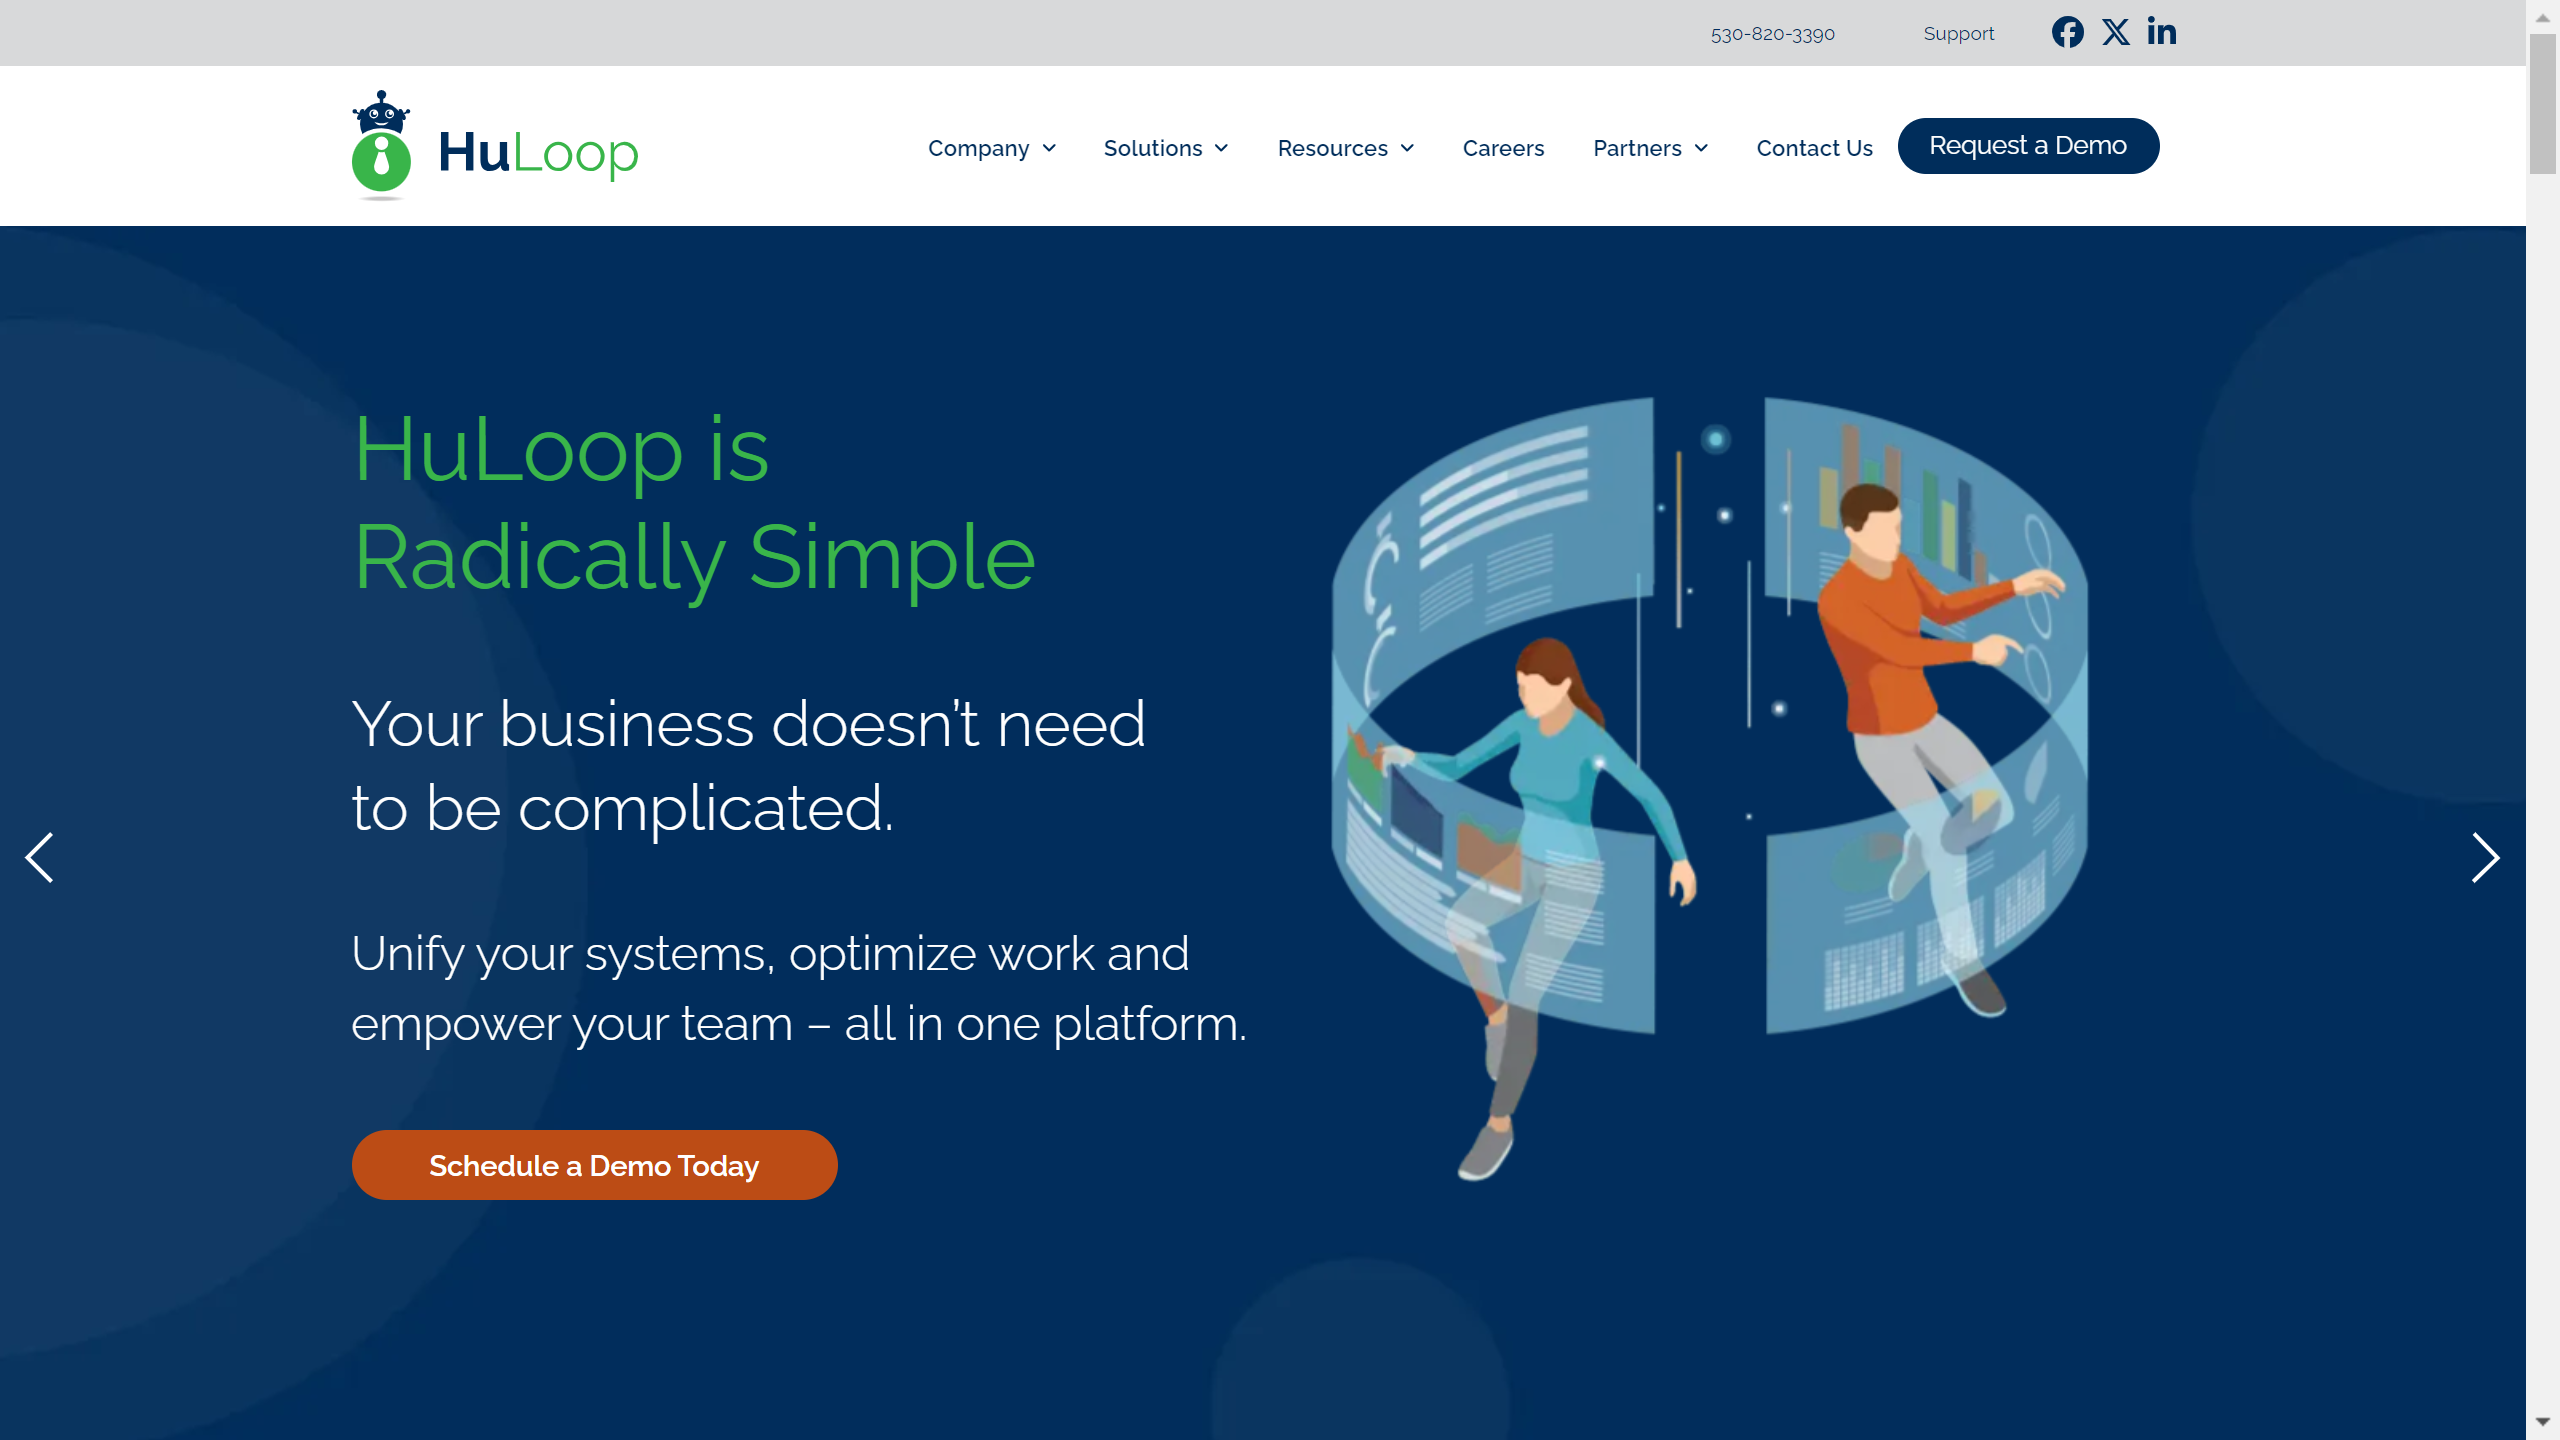 530-820-3390 Support
HuLoop
Company Solutions Resources Careers Partners Contact Us Request a Demo
HuLoop is
Radically Simple
Your business doesn’t need
to be complicated.
Unify your systems, optimize work and
empower your team – all in one platform.
Schedule a Demo Today